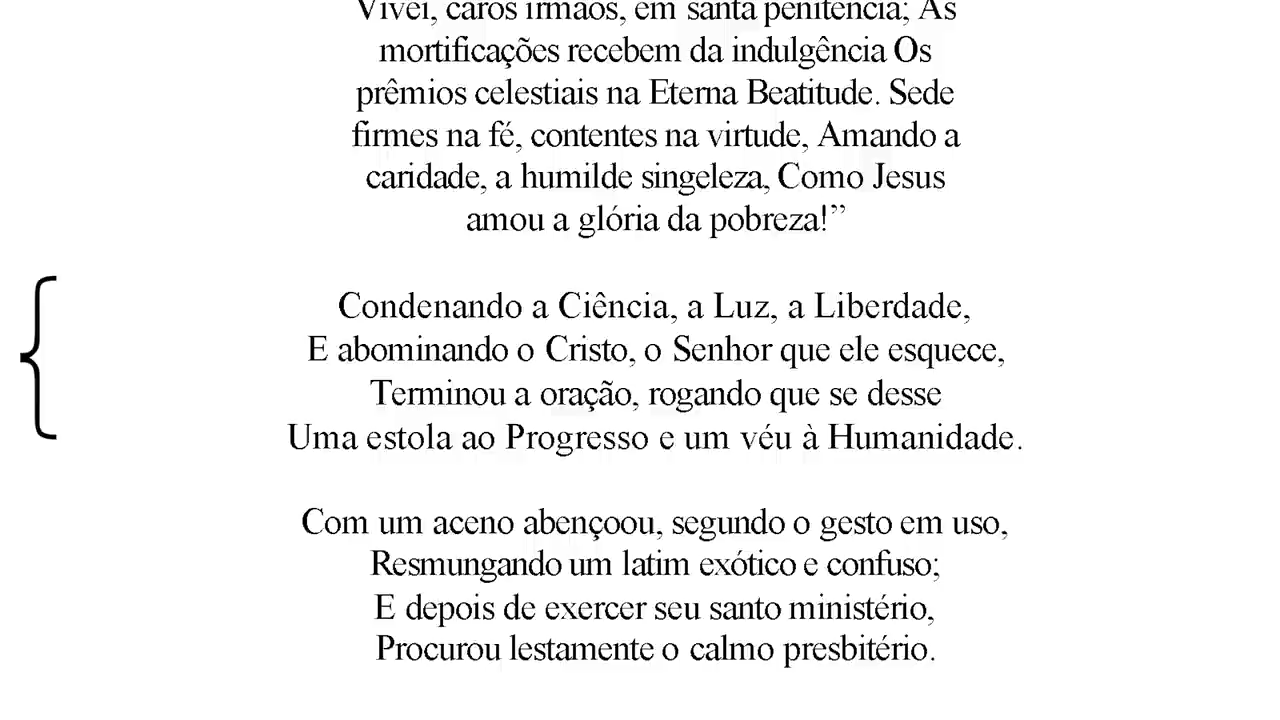 Vivei, caros irmãos, em santa penitência; As
mortificações recebem da indulgência Os
prêmios celestiais na Eterna Beatitude. Sede
firmes na fé, contentes na virtude, Amando a
caridade, a humilde singeleza, Como Jesus
amou a glória da pobreza!”
Condenando a Ciência, a Luz, a Liberdade,
E abominando o Cristo, o Senhor que ele esquece,
Terminou a oração, rogando que se desse
Uma estola ao Progresso e um véu à Humanidade.
Com um aceno abençoou, segundo o gesto em uso,
Resmungando um latim exótico e confuso;
E depois de exercer seu santo ministério,
Procurou lestamente o calmo presbitério.